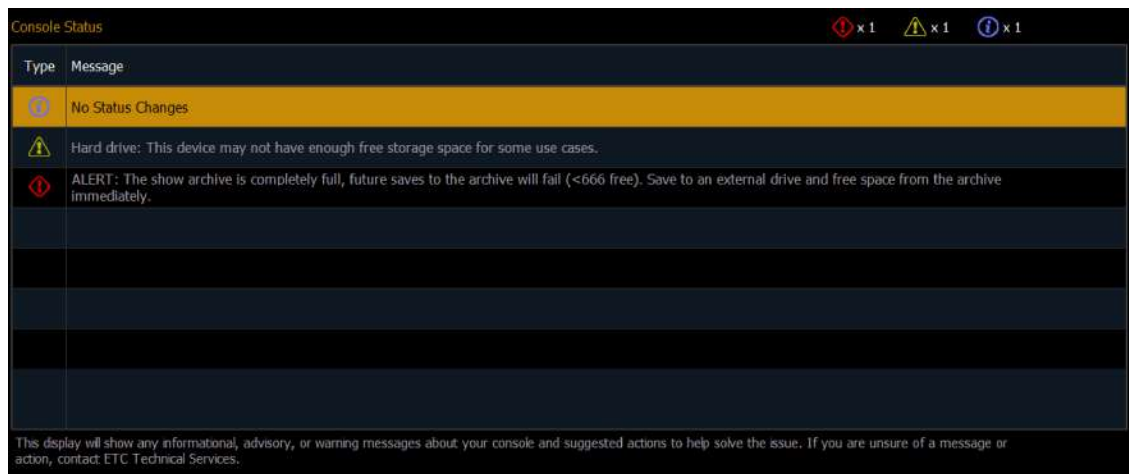 Console Status x 1 x 1 x 1
Type Message
No Status Changes
Hard drive: This device may not have enough free storage space for some use cases.
ALERT: The show archive is completely full, future saves to the archive will fail (<666 free). Save to an external drive and free space from the archive
immediately.
This display will show any informational, advisory, or warning messages about your console and suggested actions to help solve the issue. If you are unsure of a message or
action, contact ETC Technical Services.